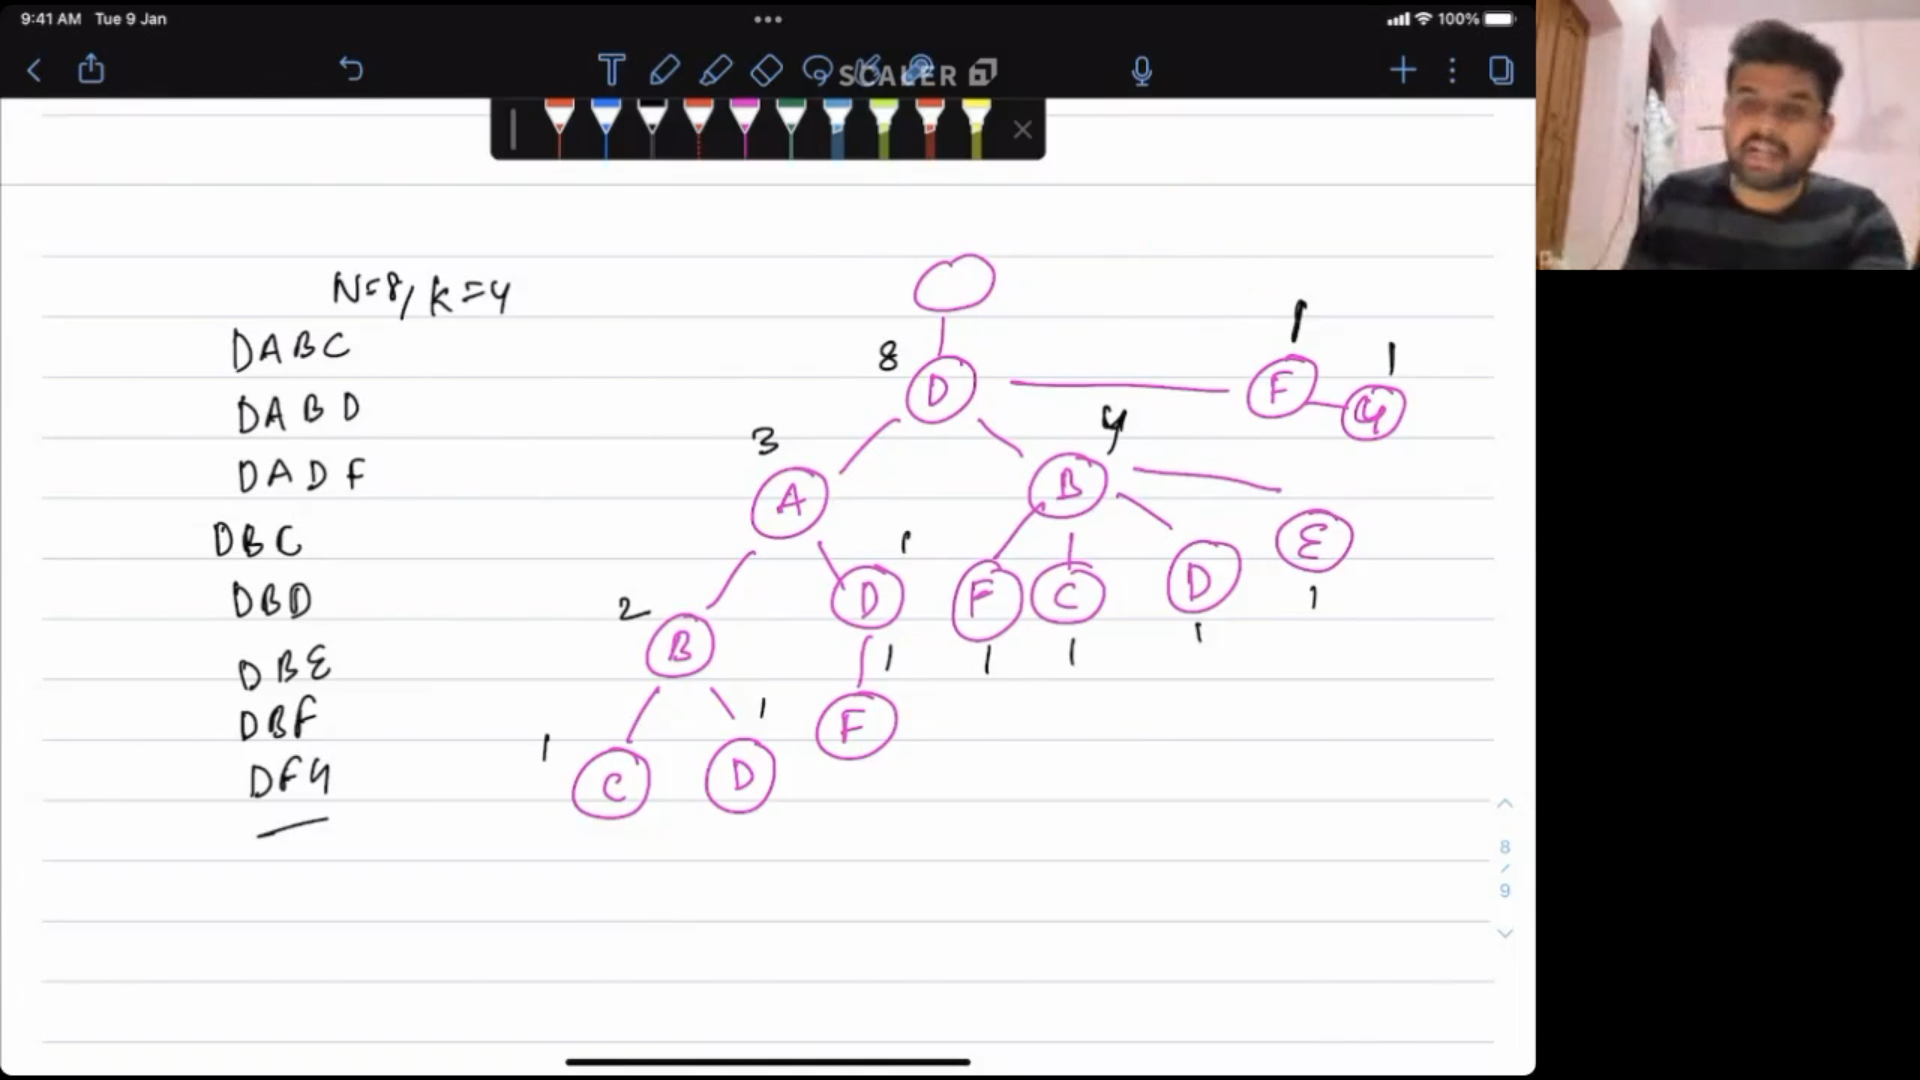 9:41 AM Tue 9 Jan
100%
SCALER
N=8, K=4
DABC
DABD
DADF
DBC
DBD
DBE
DBF
DFG
8 D F 1 G 1
3 A B 4
2 B D 1 F C D E
1 1 1 1
1 C D 1 F 1
8
9